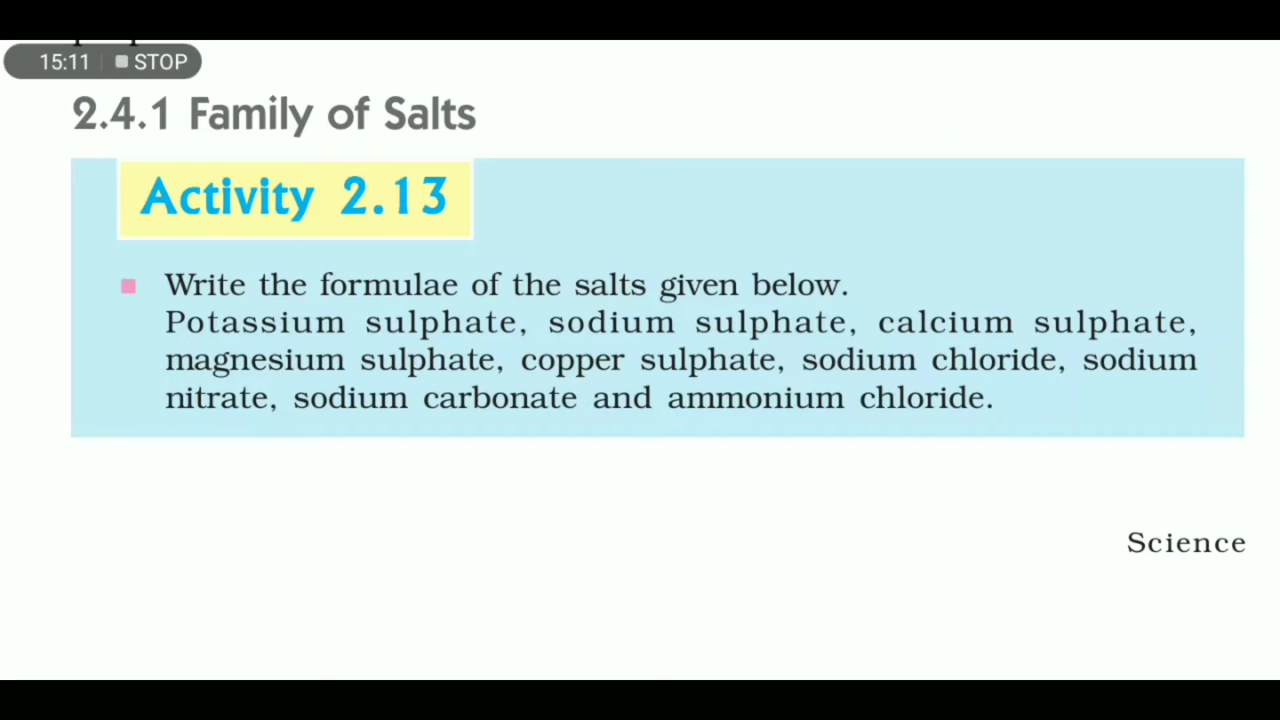 15:11 STOP
2.4.1 Family of Salts
Activity 2.13
Write the formulae of the salts given below.
Potassium sulphate, sodium sulphate, calcium sulphate,
magnesium sulphate, copper sulphate, sodium chloride, sodium
nitrate, sodium carbonate and ammonium chloride.
Science